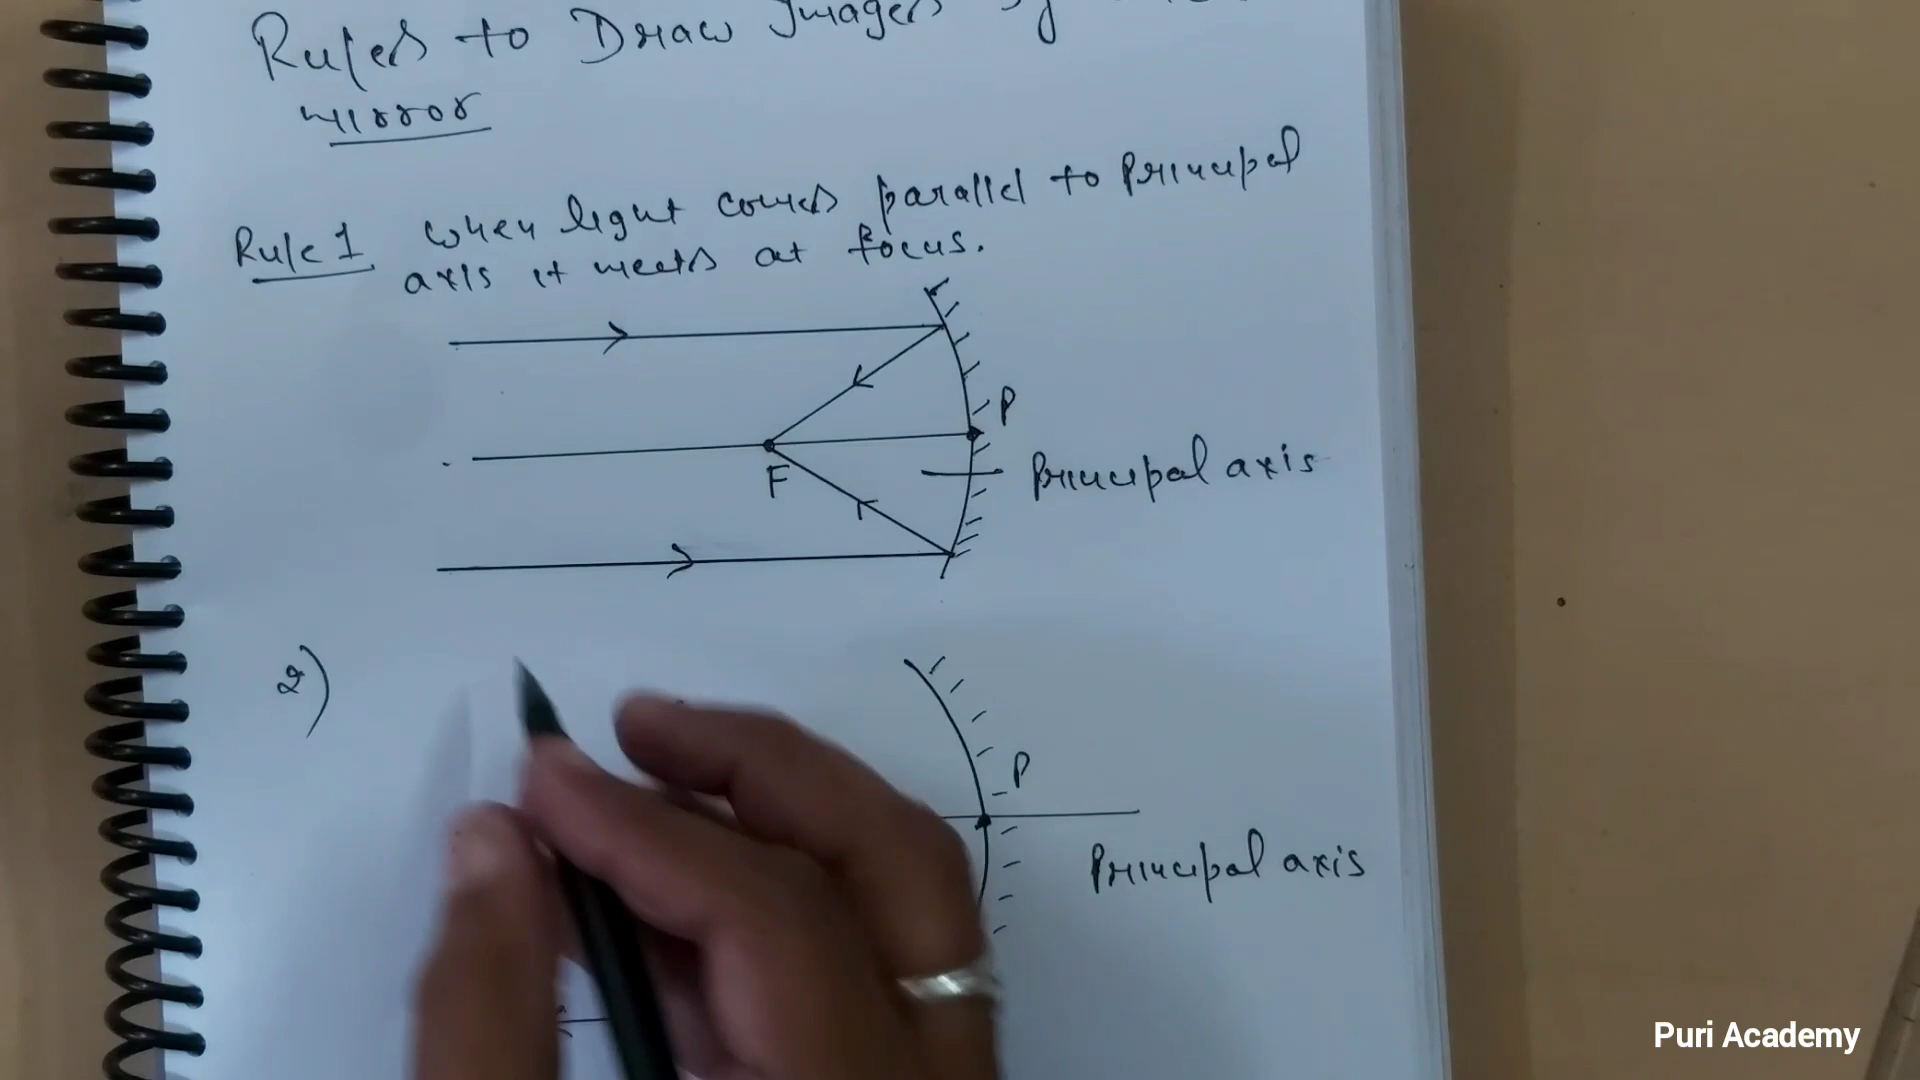 Rules to Draw Images by
mirror
Rule 1 when light comes parallel to Principal
axis it meets at focus.
P
F
Principal axis
2)
P
Principal axis
Puri Academy